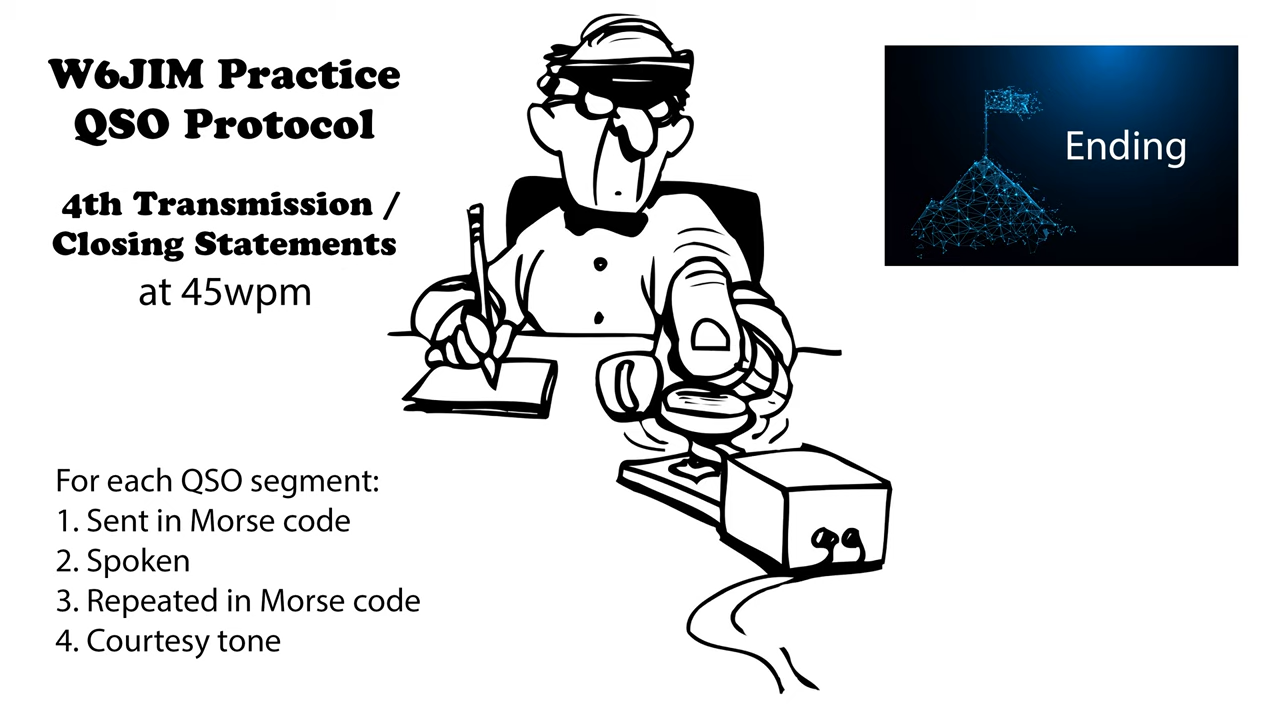 W6JIM Practice
QSO Protocol
4th Transmission /
Closing Statements
at 45wpm
Ending
For each QSO segment:
1. Sent in Morse code
2. Spoken
3. Repeated in Morse code
4. Courtesy tone